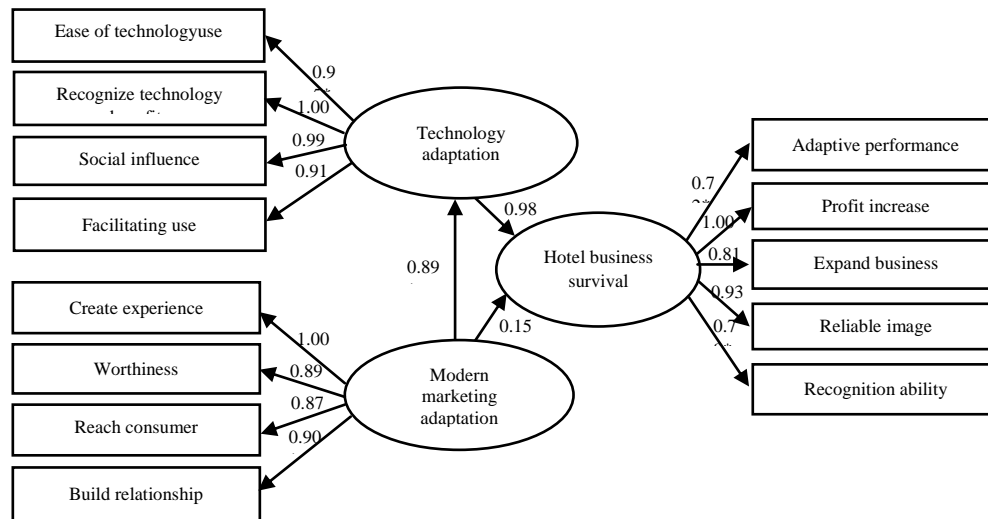 Ease of technologyuse
Recognize technology
Social influence
Facilitating use
0.9
1.00
0.99
0.91
Technology
adaptation
0.98
0.89
0.15
Hotel business
survival
Create experience
Worthiness
Reach consumer
Build relationship
1.00
0.89
0.87
0.90
Modern
marketing
adaptation
0.7
1.00
0.81
0.93
0.7
Adaptive performance
Profit increase
Expand business
Reliable image
Recognition ability